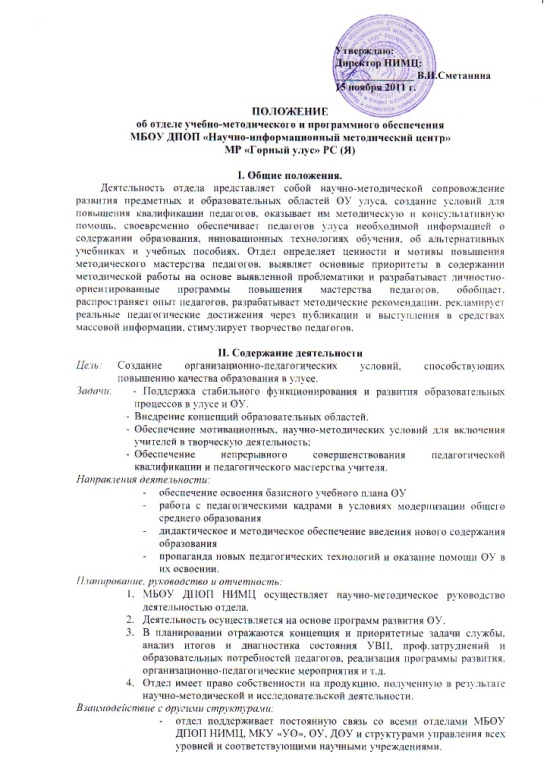 Утверждаю:
Директор НИМЦ:
В.И.Сметанина
15 ноября 2011 г.
ПОЛОЖЕНИЕ
об отделе учебно-методического и программного обеспечения
МБОУ ДПОП «Научно-информационный методический центр»
МР «Горный улус» РС (Я)
I. Общие положения.
Деятельность отдела представляет собой научно-методической сопровождение
развития предметных и образовательных областей ОУ улуса, создание условий для
повышения квалификации педагогов, оказывает им методическую и консультативную
помощь, своевременно обеспечивает педагогов улуса необходимой информацией о
содержании образования, инновационных технологиях обучения, об альтернативных
учебниках и учебных пособиях. Отдел определяет ценности и мотивы повышения
методического мастерства педагогов, выявляет основные приоритеты в содержании
методической работы на основе выявленной проблематики и разрабатывает личностно-
ориентированные программы повышения мастерства педагогов, обобщает,
распространяет опыт педагогов, разрабатывает методические рекомендации, рекламирует
реальные педагогические достижения через публикации и выступления в средствах
массовой информации, стимулирует творчество педагогов.
II. Содержание деятельности
Цель: Создание организационно-педагогических условий, способствующих
повышению качества образования в улусе.
Задачи: - Поддержка стабильного функционирования и развития образовательных
процессов в улусе и ОУ.
- Внедрение концепций образовательных областей.
- Обеспечение мотивационных, научно-методических условий для включения
учителей в творческую деятельность;
- Обеспечение непрерывного совершенствования педагогической
квалификации и педагогического мастерства учителя.
Направления деятельности:
- обеспечение освоения базисного учебного плана ОУ
- работа с педагогическими кадрами в условиях модернизации общего
среднего образования
- дидактическое и методическое обеспечение введения нового содержания
образования
- пропаганда новых педагогических технологий и оказание помощи ОУ в
их освоении.
Планирование, руководство и отчетность:
1. МБОУ ДПОП НИМЦ осуществляет научно-методическое руководство
деятельностью отдела.
2. Деятельность осуществляется на основе программ развития ОУ.
3. В планировании отражаются концепция и приоритетные задачи службы,
анализ итогов и диагностика состояния УВП, проф.затруднений и
образовательных потребностей педагогов, реализация программы развития,
организационно-педагогические мероприятия и т.д.
4. Отдел имеет право собственности на продукцию, полученную в результате
научно-методической и исследовательской деятельности.
Взаимодействие с другими структурами:
- отдел поддерживает постоянную связь со всеми отделами МБОУ
ДПОП НИМЦ, МКУ «УО», ОУ, ДОУ и структурами управления всех
уровней и соответствующими научными учреждениями.